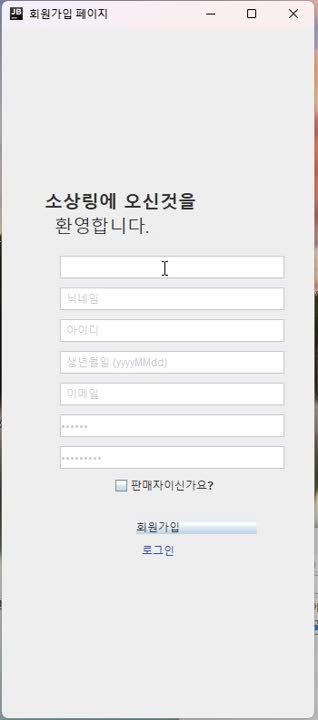 JB
회원가입 페이지
소상링에 오신것을
환영합니다.
닉네임
아이디
생년월일 (yyyyMMdd)
이메일
••••••
•••••••••
판매자이신가요?
회원가입
로그인